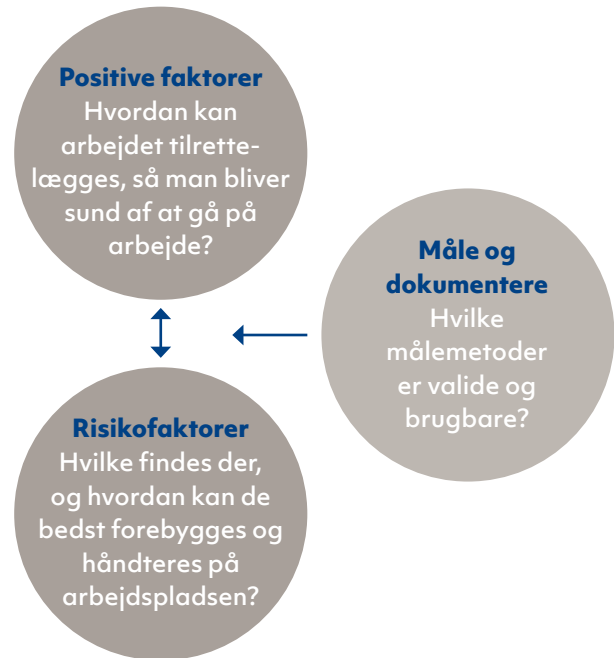 Positive faktorer
Hvordan kan
arbejdet tilrette-
lægges, så man bliver
sund af at gå på
arbejde?
Måle og
dokumentere
Hvilke
målemetoder
er valide og
brugbare?
Risikofaktorer
Hvilke findes der,
og hvordan kan de
bedst forebygges og
håndteres på
arbejdspladsen?